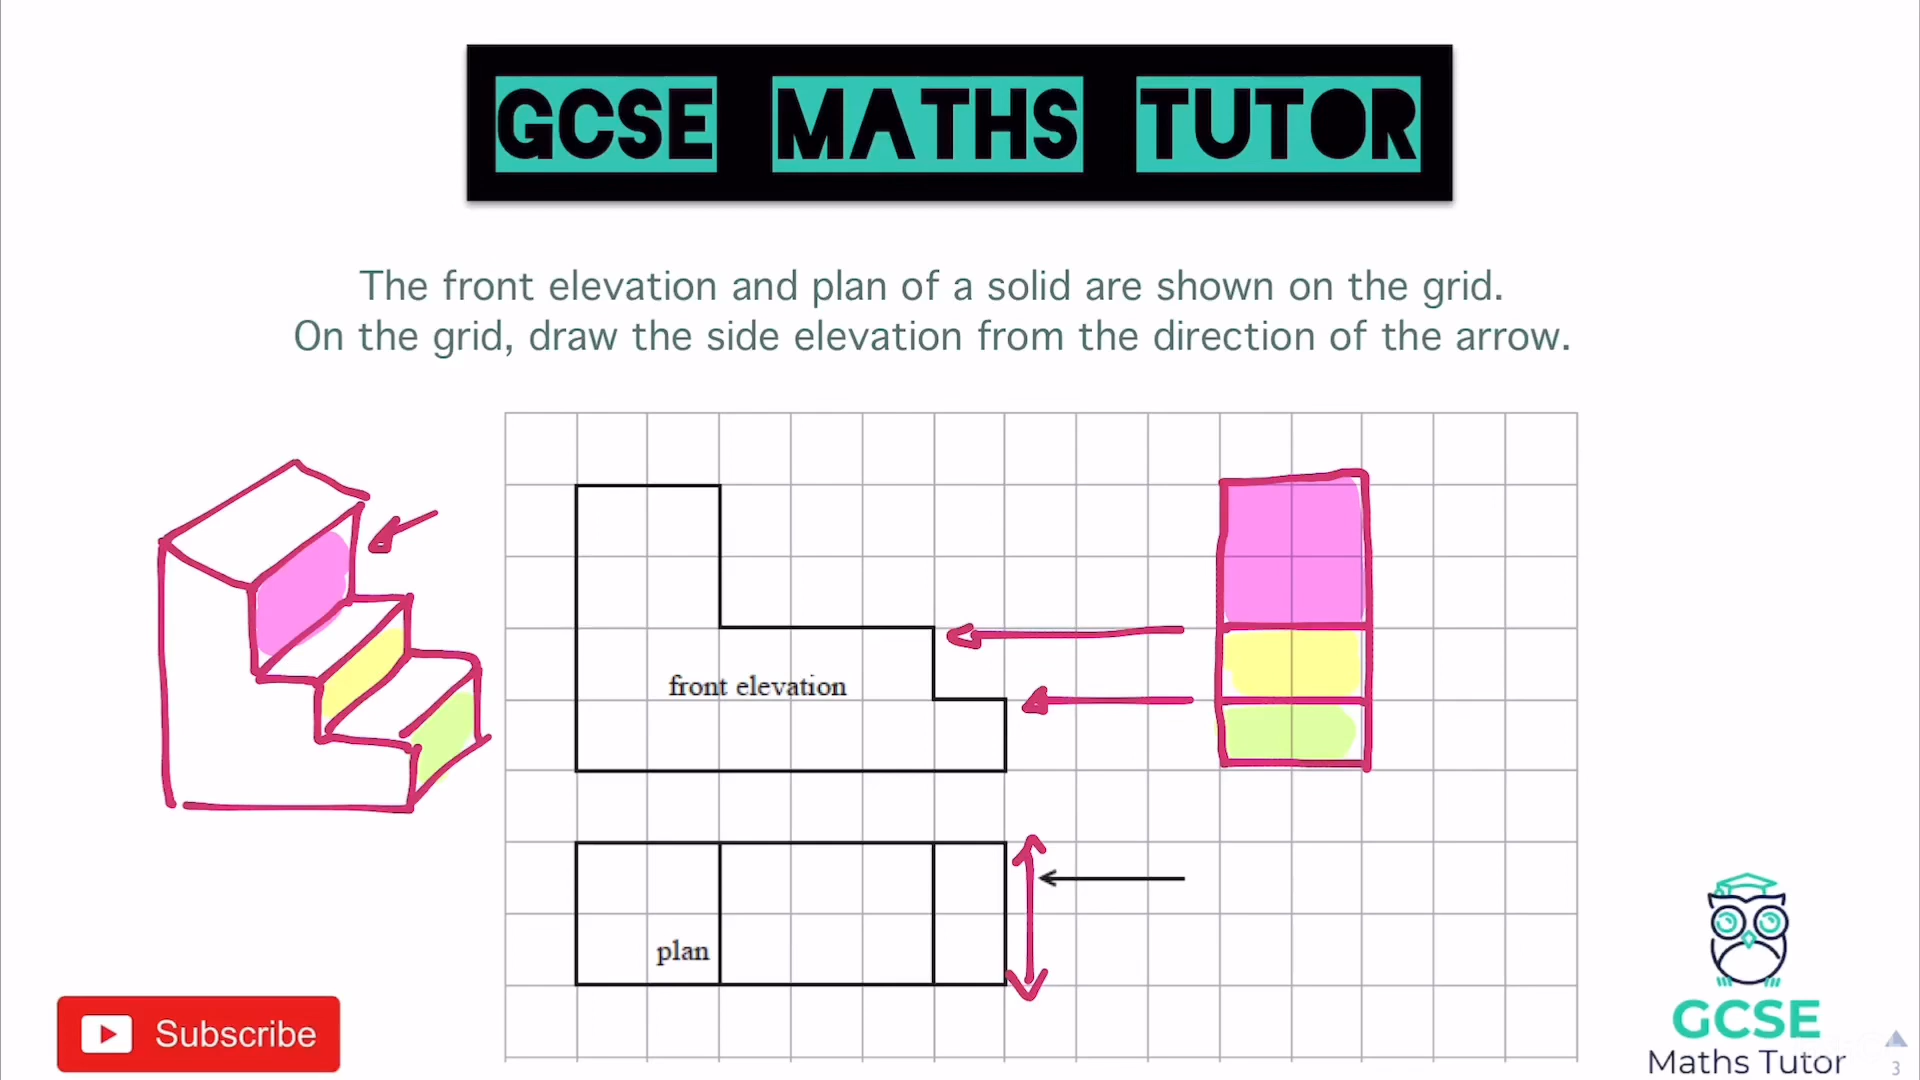 GCSE MATHS TUTOR
The front elevation and plan of a solid are shown on the grid.
On the grid, draw the side elevation from the direction of the arrow.
front elevation
plan
Subscribe
GCSE
Maths Tutor
3